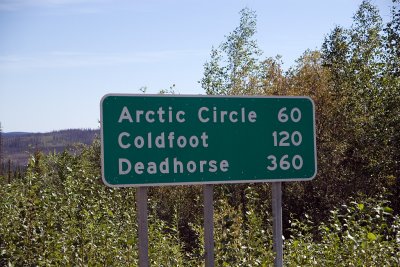 Arctic Circle 60
Coldfoot 120
Deadhorse 360